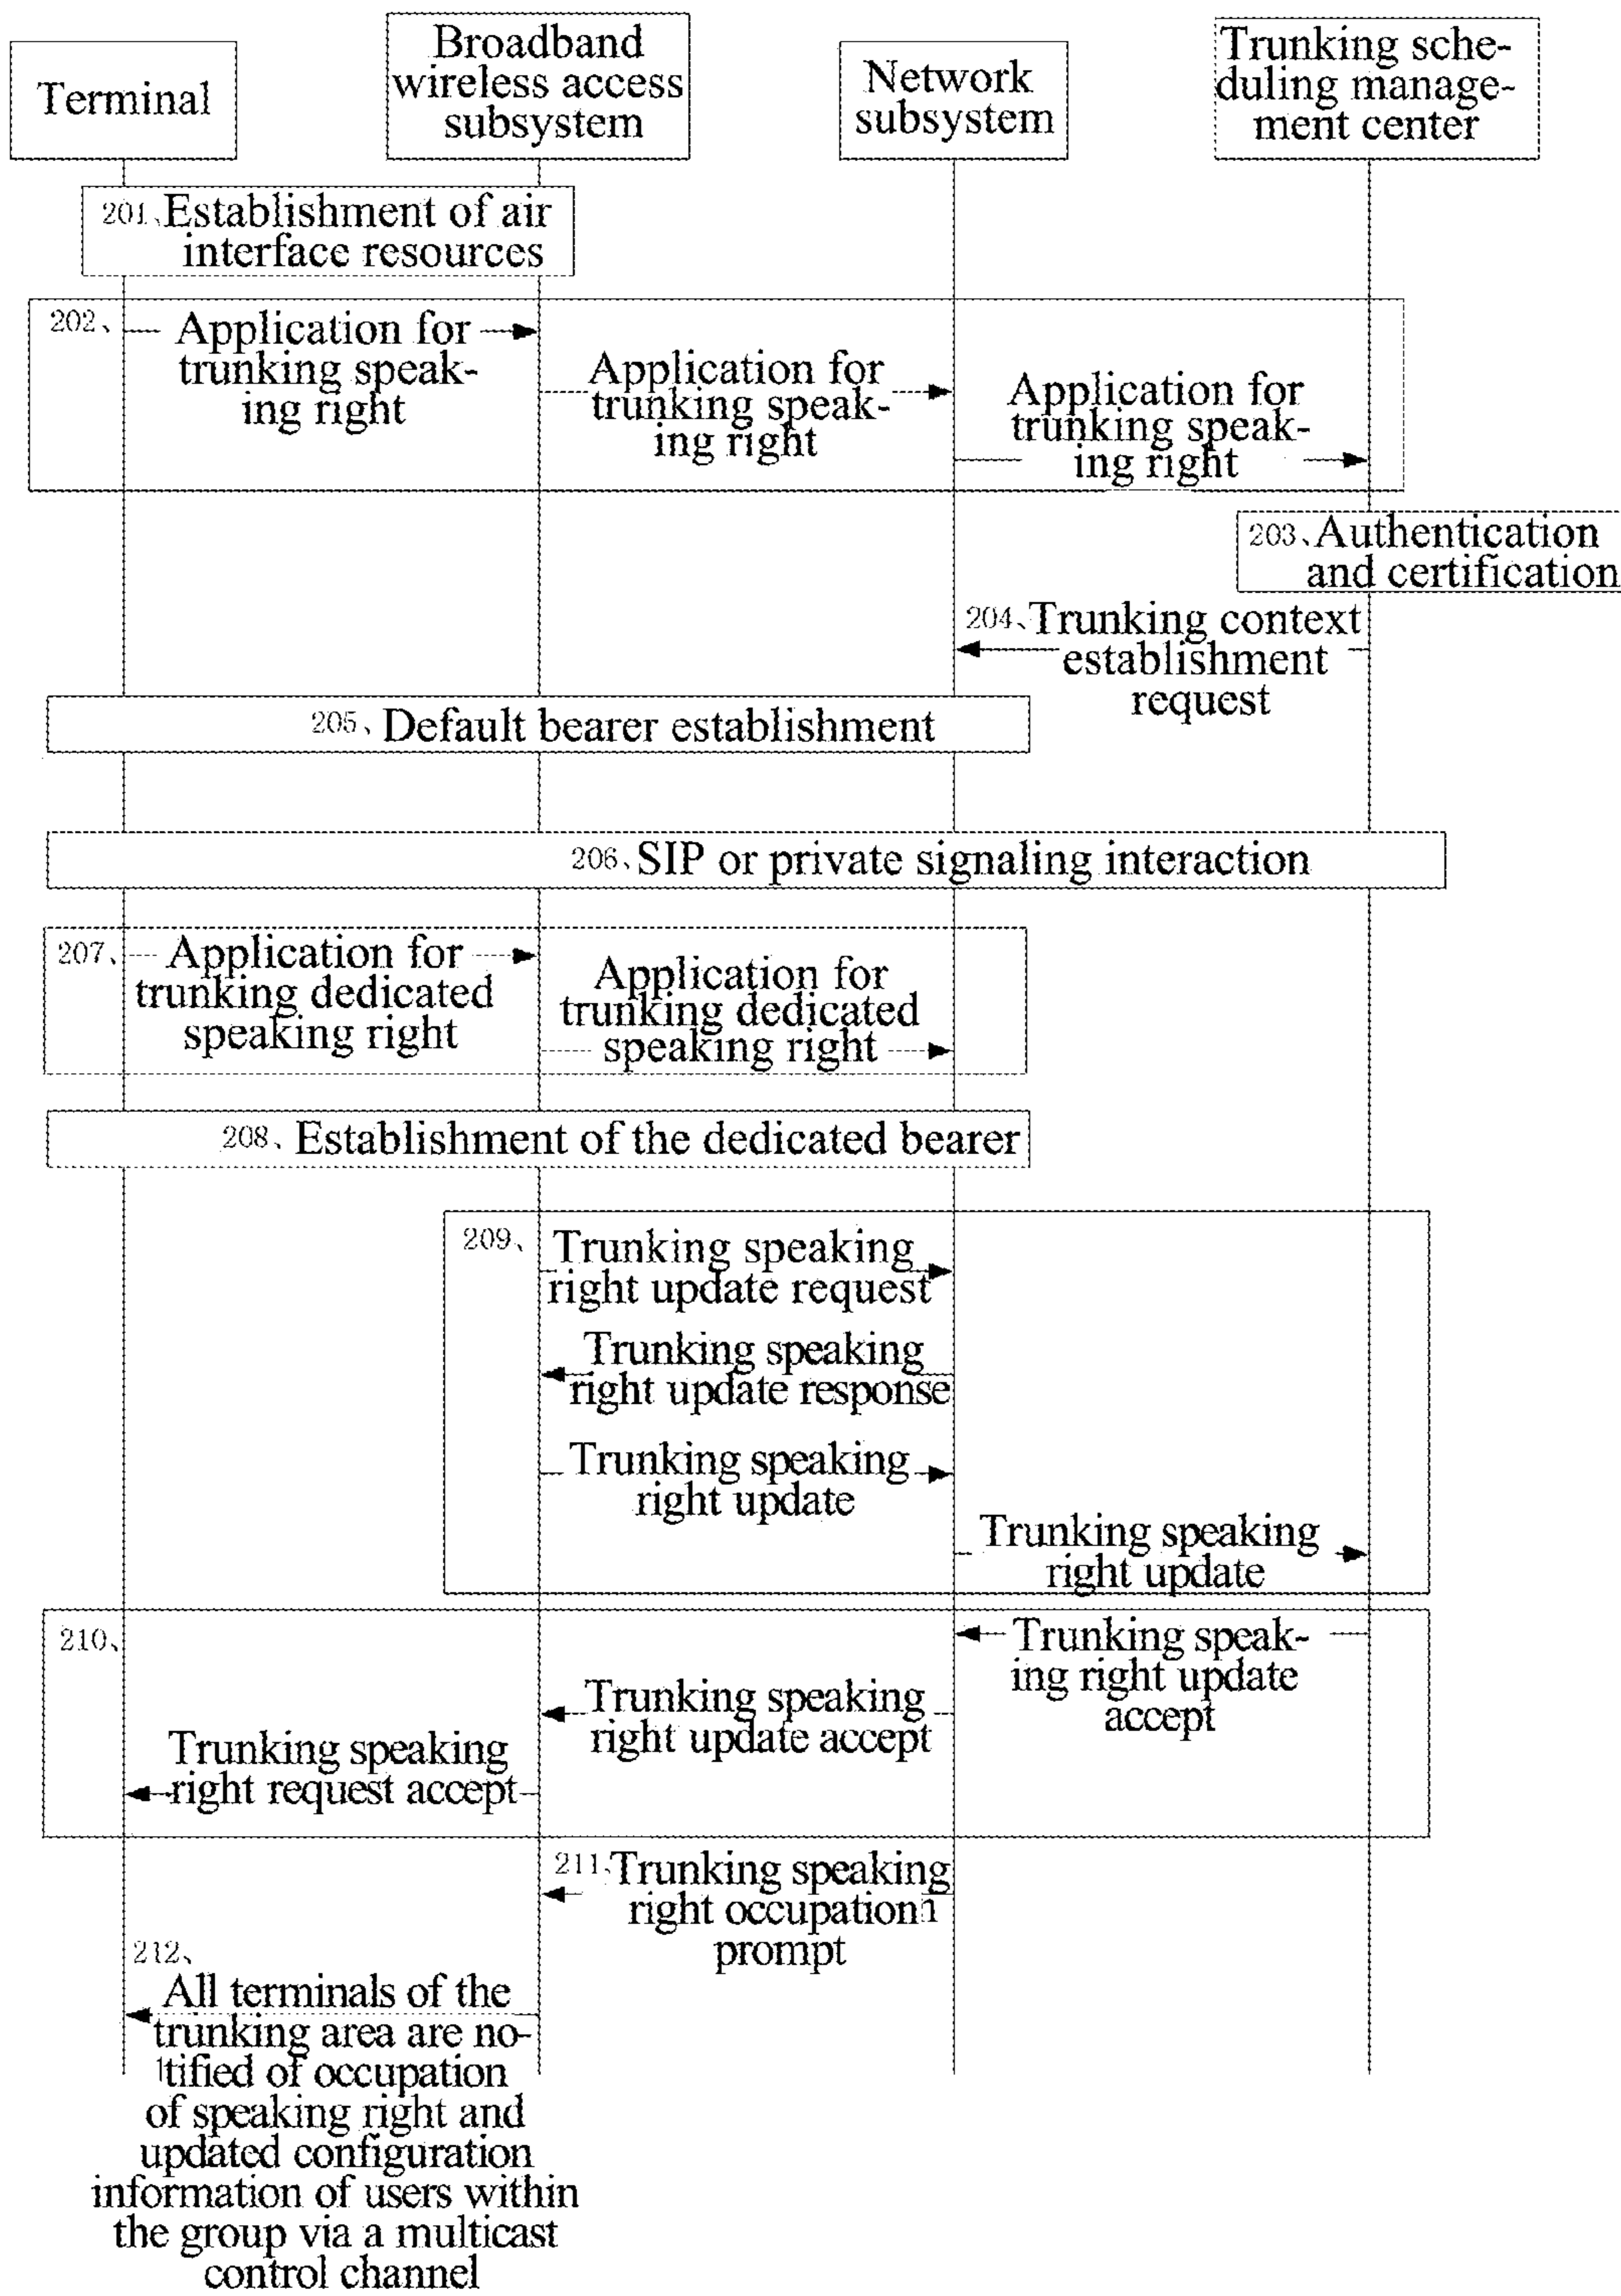 Terminal
Broadband
wireless access
subsystem
Network
subsystem
Trunking sche-
duling manage-
ment center
201、Establishment of air
interface resources
202、
Application for
trunking speak-
ing right
Application for
trunking speak-
ing right
Application for
trunking speak-
ing right
203、Authentication
and certification
204、Trunking context
establishment
request
205、Default bearer establishment
206、SIP or private signaling interaction
207、
Application for
trunking dedicated
speaking right
Application for
trunking dedicated
speaking right
208、Establishment of the dedicated bearer
209、
Trunking speaking
right update request
Trunking speaking
right update response
Trunking speaking
right update
Trunking speaking
right update
210、
Trunking speak-
ing right update
accept
Trunking speaking
right update accept
Trunking speaking
right request accept
211、Trunking speaking
right occupation
prompt
212、
All terminals of the
trunking area are no-
tified of occupation
of speaking right and
updated configuration
information of users within
the group via a multicast
control channel